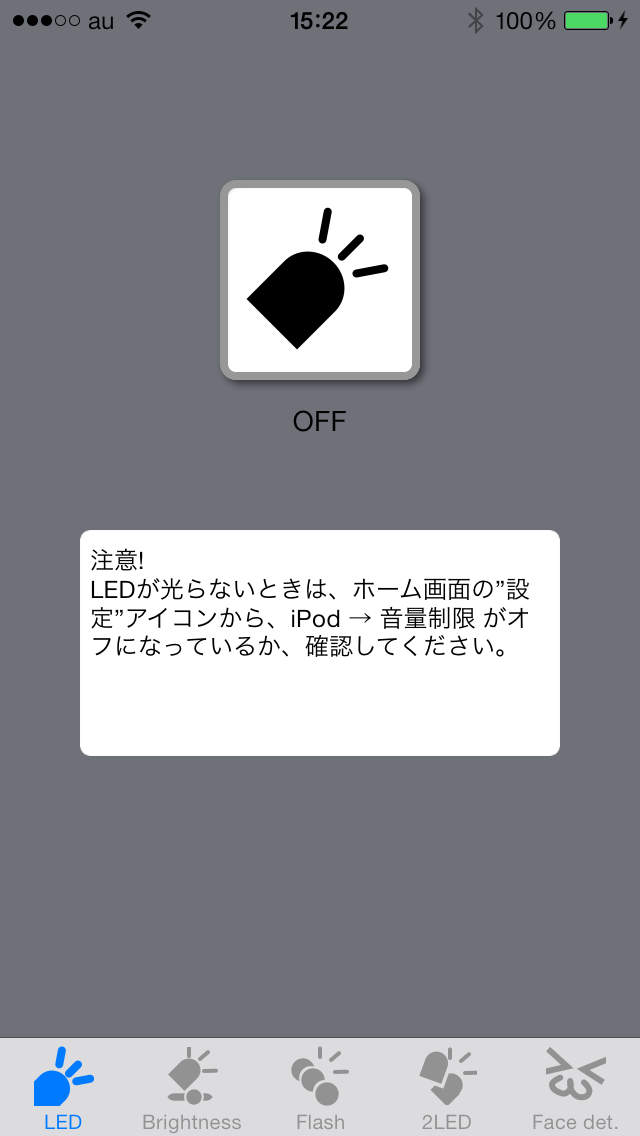 au 15:22 100%
OFF
注意!
LEDが光らないときは、ホーム画面の”設
定”アイコンから、iPod → 音量制限 がオ
フになっているか、確認してください。
LED Brightness Flash 2LED Face det.